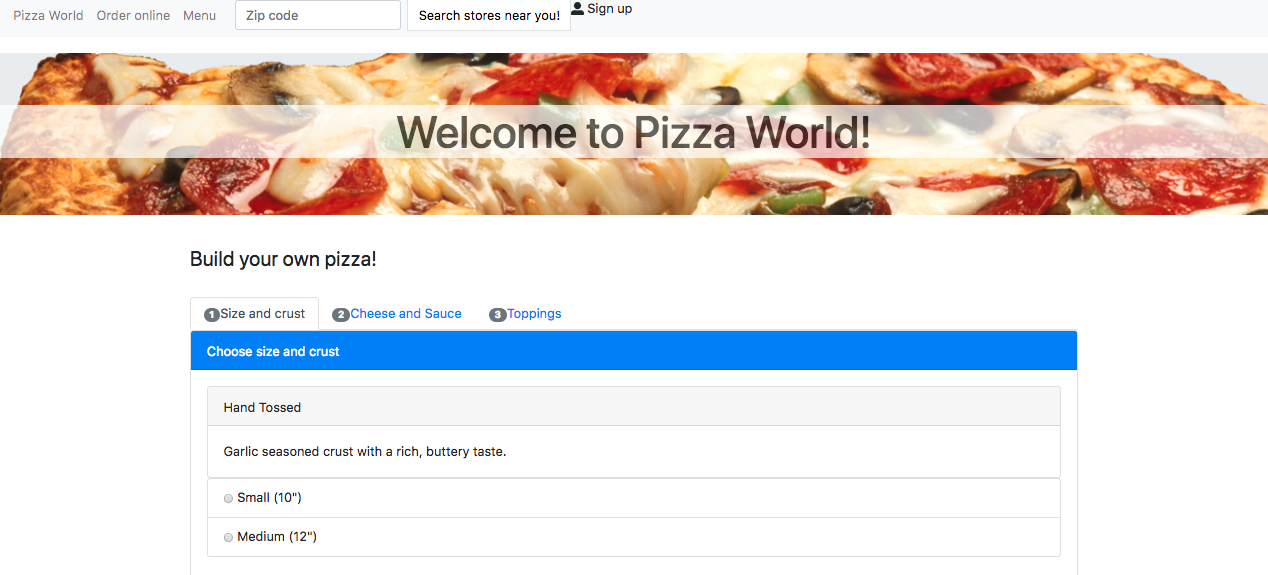 Pizza World Order online Menu Zip code Search stores near you! Sign up
Welcome to Pizza World!
Build your own pizza!
1 Size and crust 2 Cheese and Sauce 3 Toppings
Choose size and crust
Hand Tossed
Garlic seasoned crust with a rich, buttery taste.
Small (10")
Medium (12")